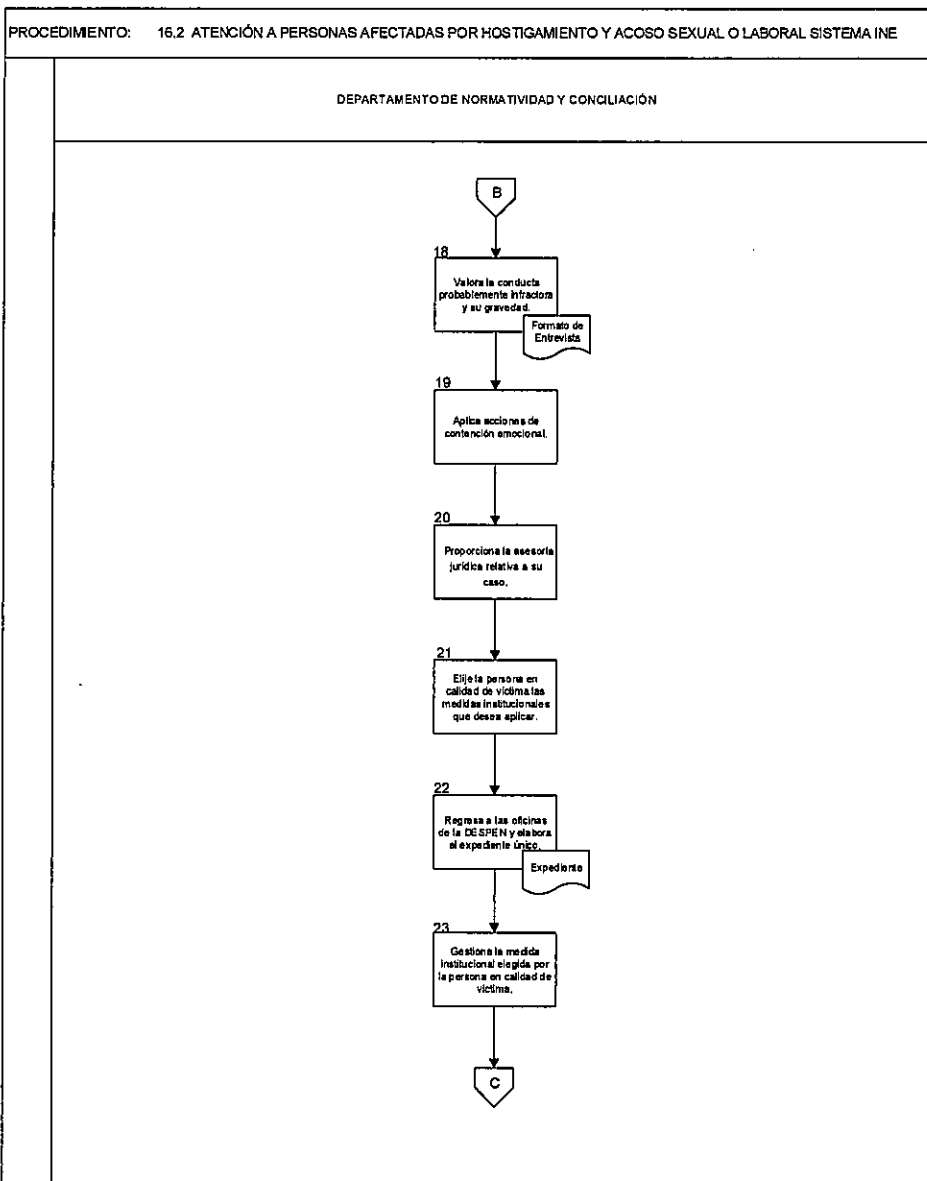 PROCEDIMIENTO: 16.2 ATENCIÓN A PERSONAS AFECTADAS POR HOSTIGAMIENTO Y ACOSO SEXUAL O LABORAL SISTEMA INE
DEPARTAMENTO DE NORMATIVIDAD Y CONCILIACIÓN
B
18
Valora la conducta
probablemente infractora
y su gravedad.
Formato de
Entrevista
19
Aplica acciones de
contención emocional.
20
Proporciona la asesoría
jurídica relativa a su
caso.
21
Elije la persona en
calidad de víctima las
medidas institucionales
que desea aplicar.
22
Regresa a las oficinas
de la DESPEN y elabora
el expediente único.
Expediente
23
Gestiona la medida
institucional elegida por
la persona en calidad de
víctima.
C